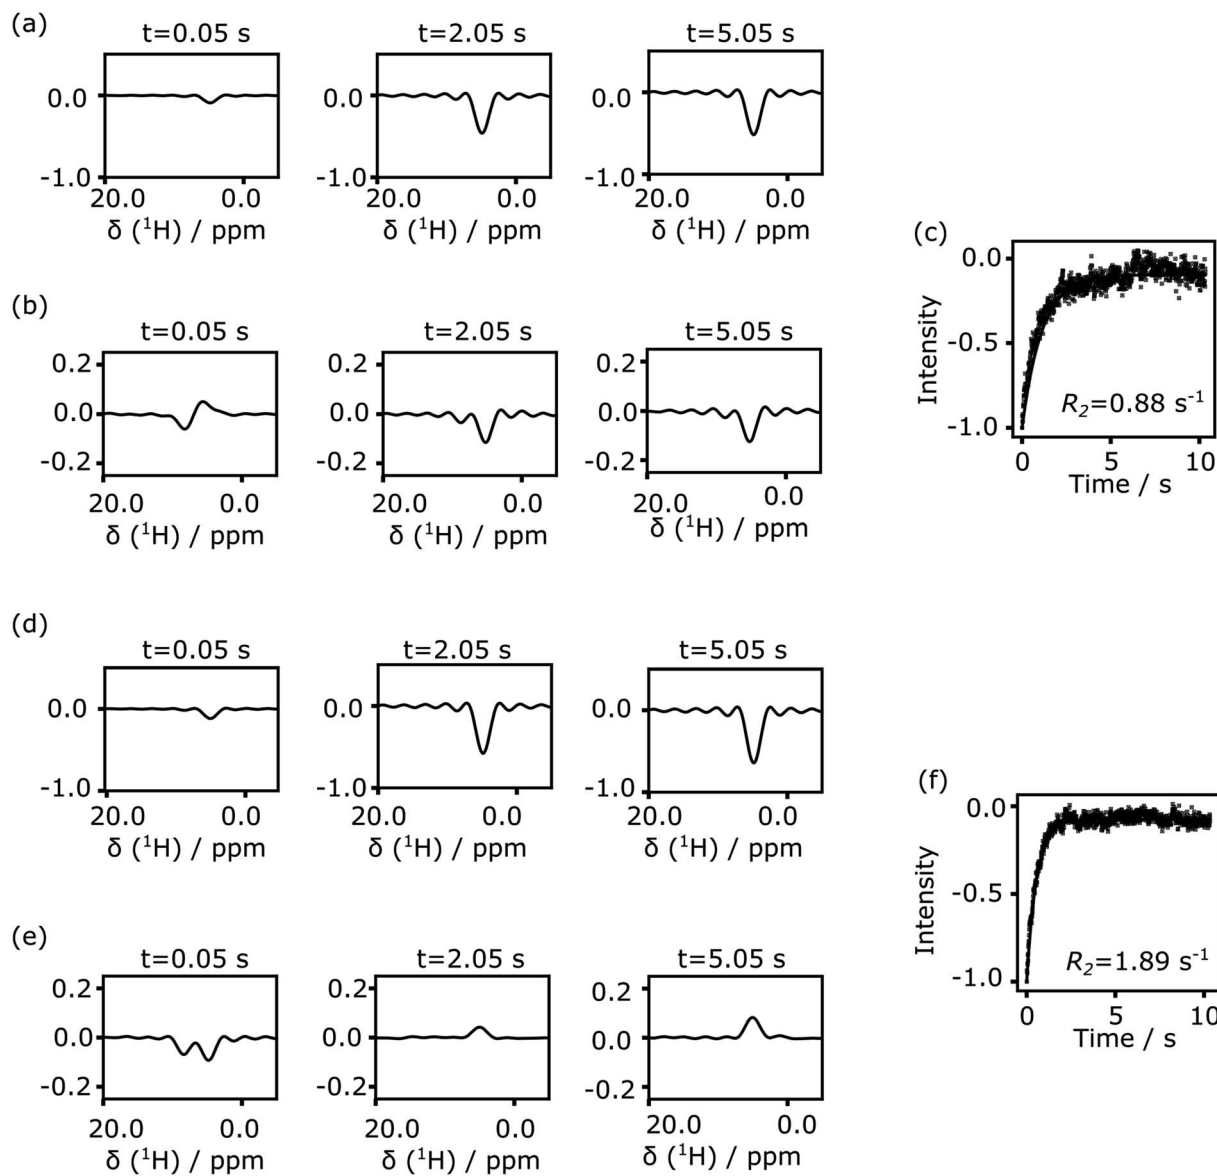 (a)
t=0.05 s t=2.05 s t=5.05 s
0.0 0.0 0.0
-1.0 -1.0 -1.0
20.0 0.0 20.0 0.0 20.0 0.0
δ (¹H) / ppm δ (¹H) / ppm δ (¹H) / ppm
(b)
t=0.05 s t=2.05 s t=5.05 s
0.2 0.2 0.2
0.0 0.0 0.0
-0.2 -0.2 -0.2
20.0 0.0 20.0 0.0 20.0 0.0
δ (¹H) / ppm δ (¹H) / ppm δ (¹H) / ppm
(c)
0.0
-0.5
-1.0
Intensity
R₂=0.88 s⁻¹
0 5 10
Time / s
(d)
t=0.05 s t=2.05 s t=5.05 s
0.0 0.0 0.0
-1.0 -1.0 -1.0
20.0 0.0 20.0 0.0 20.0 0.0
δ (¹H) / ppm δ (¹H) / ppm δ (¹H) / ppm
(e)
t=0.05 s t=2.05 s t=5.05 s
0.2 0.2 0.2
0.0 0.0 0.0
-0.2 -0.2 -0.2
20.0 0.0 20.0 0.0 20.0 0.0
δ (¹H) / ppm δ (¹H) / ppm δ (¹H) / ppm
(f)
0.0
-0.5
-1.0
Intensity
R₂=1.89 s⁻¹
0 5 10
Time / s